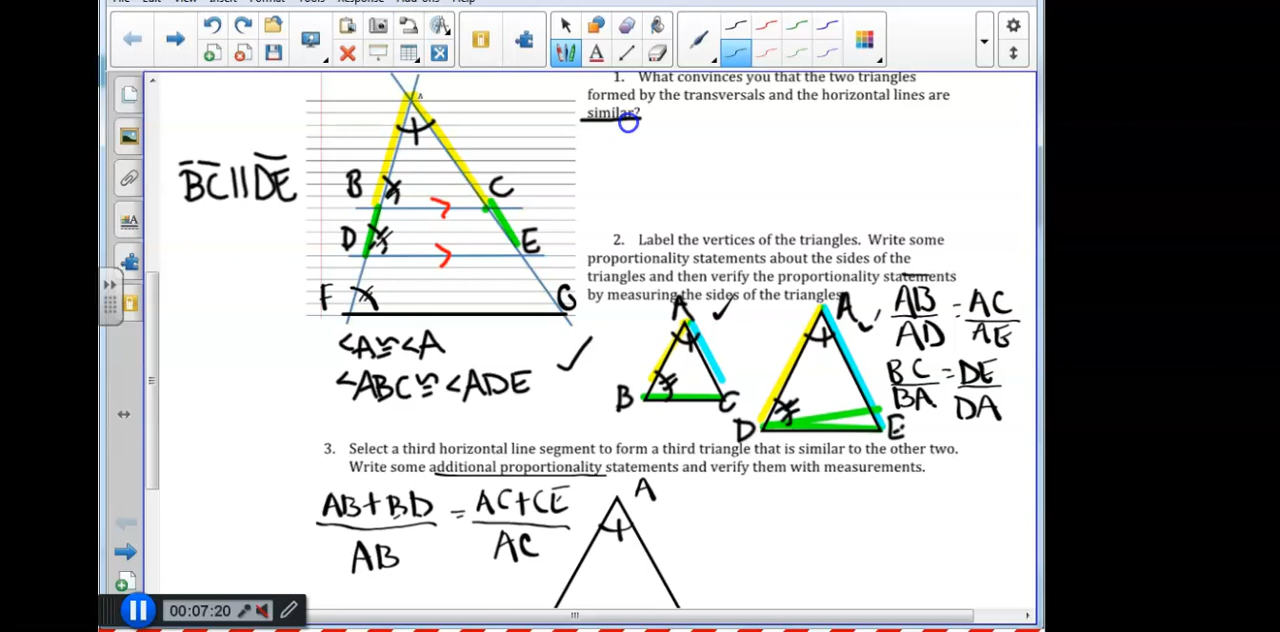 1. What convinces you that the two triangles
formed by the transversals and the horizontal lines are
similar?
A
B
C
D
E
F
G
BC || DE
<A ≅ <A
<ABC ≅ <ADE
2. Label the vertices of the triangles. Write some
proportionality statements about the sides of the
triangles and then verify the proportionality statements
by measuring the sides of the triangles.
A
B
C
A
D
E
AB/AD = AC/AE
BC/BA = DE/DA
3. Select a third horizontal line segment to form a third triangle that is similar to the other two.
Write some additional proportionality statements and verify them with measurements.
AB+BD/AB = AC+CE/AC
A
00:07:20